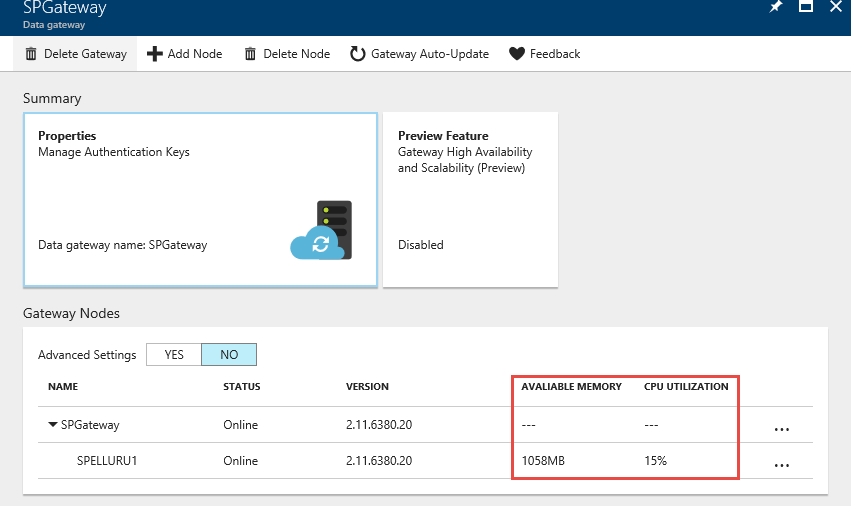 SPGateway
Data gateway
Delete Gateway Add Node Delete Node Gateway Auto-Update Feedback
Summary
Properties
Manage Authentication Keys
Data gateway name: SPGateway
Preview Feature
Gateway High Availability
and Scalability (Preview)
Disabled
Gateway Nodes
Advanced Settings YES NO
NAME STATUS VERSION AVALIABLE MEMORY CPU UTILIZATION
SPGateway Online 2.11.6380.20 --- --- ...
SPELLURU1 Online 2.11.6380.20 1058MB 15% ...